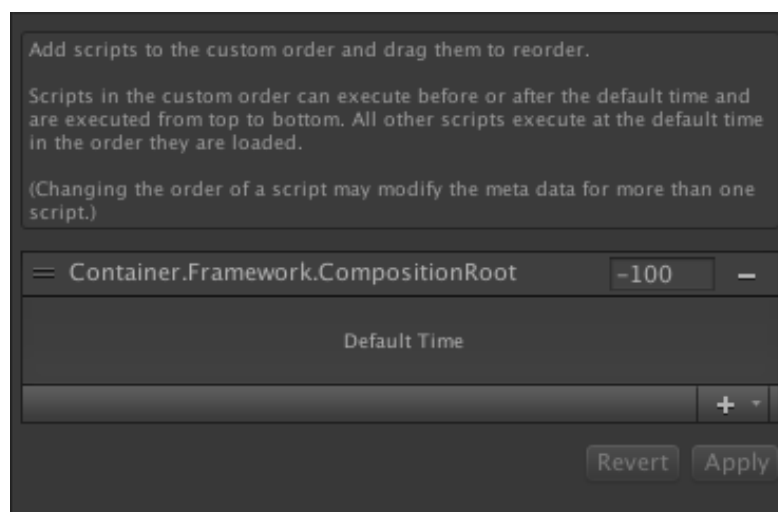 Add scripts to the custom order and drag them to reorder.
Scripts in the custom order can execute before or after the default time and
are executed from top to bottom. All other scripts execute at the default time
in the order they are loaded.
(Changing the order of a script may modify the meta data for more than one
script.)
Container.Framework.CompositionRoot -100 −
Default Time
+
Revert Apply